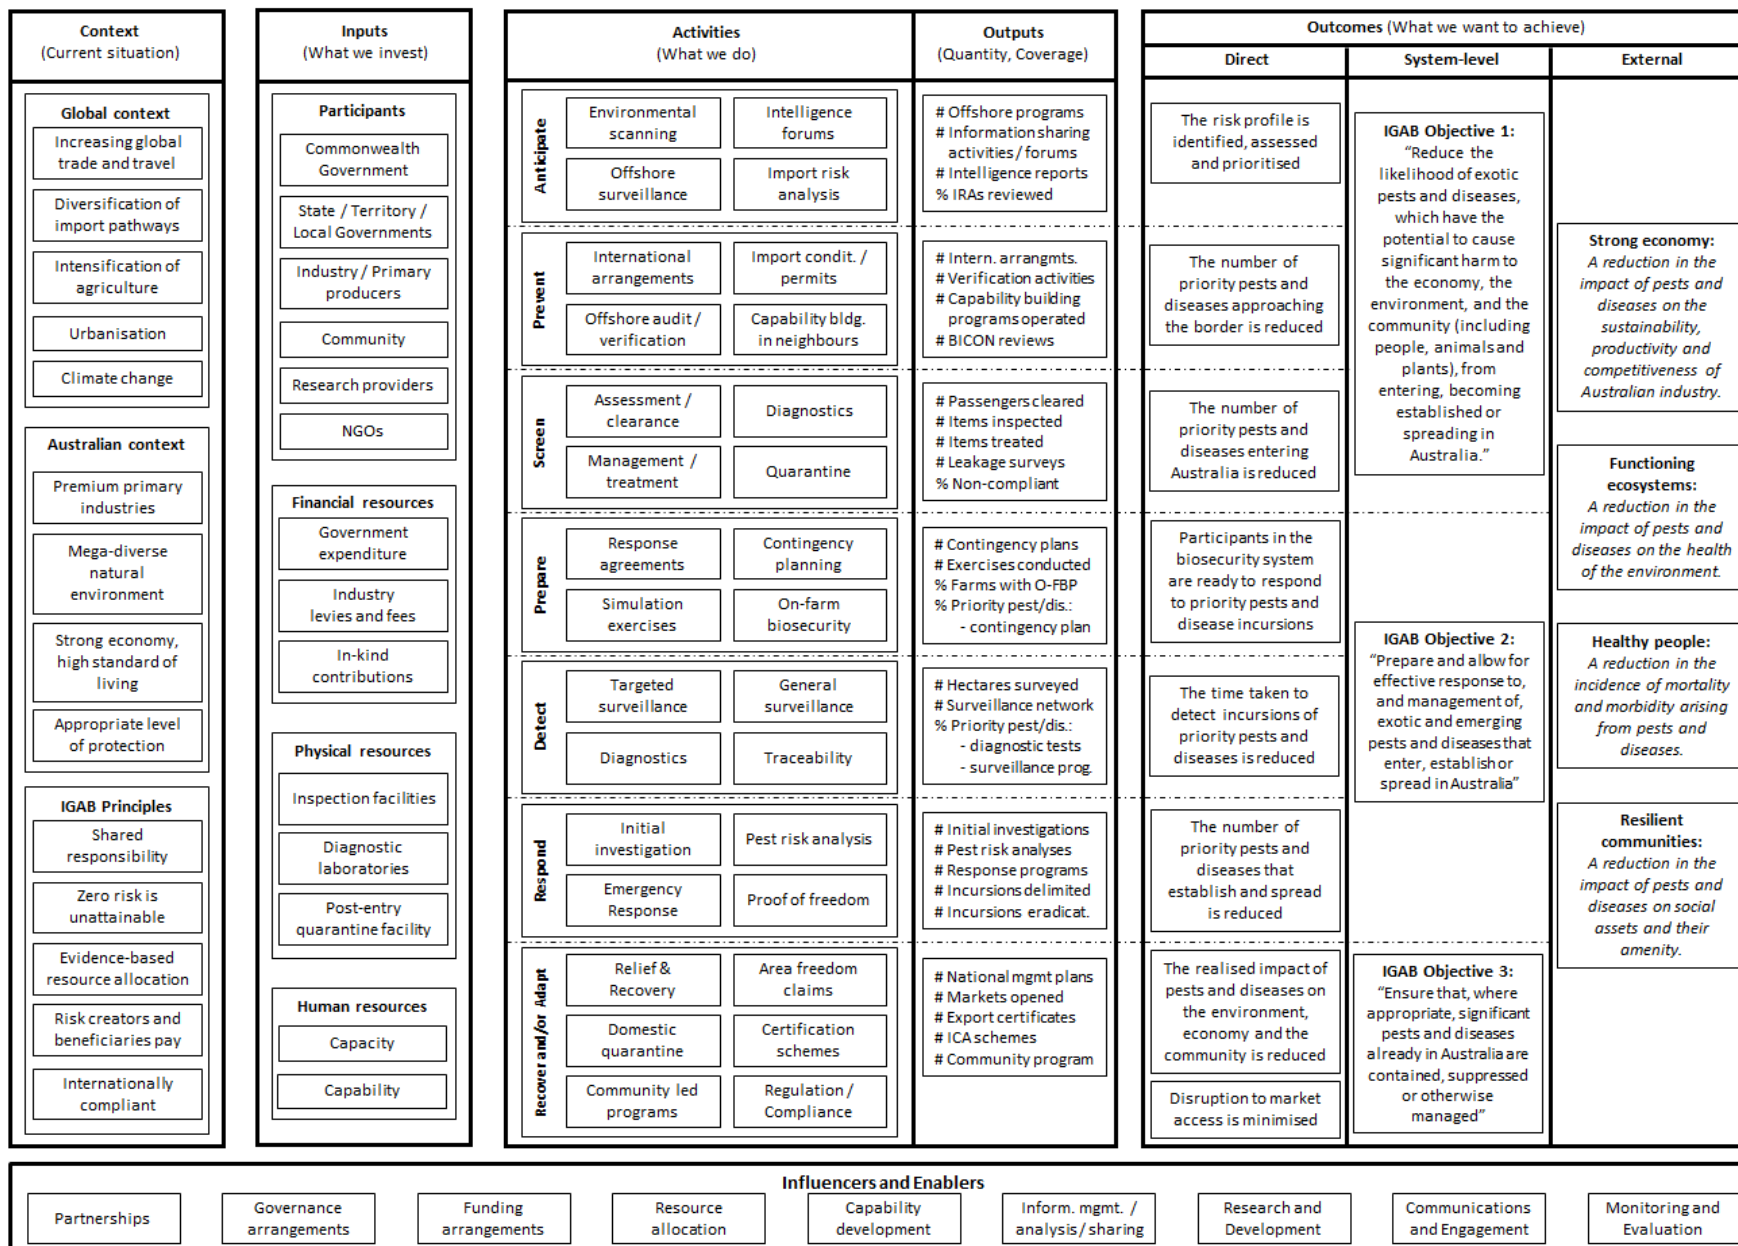 Context
(Current situation)
Global context
Increasing global
trade and travel
Diversification of
import pathways
Intensification of
agriculture
Urbanisation
Climate change
Australian context
Premium primary
industries
Mega-diverse
natural
environment
Strong economy,
high standard of
living
Appropriate level
of protection
IGAB Principles
Shared
responsibility
Zero risk is
unattainable
Evidence-based
resource allocation
Risk creators and
beneficiaries pay
Internationally
compliant
Inputs
(What we invest)
Participants
Commonwealth
Government
State / Territory /
Local Governments
Industry / Primary
producers
Community
Research providers
NGOs
Financial resources
Government
expenditure
Industry
levies and fees
In-kind
contributions
Physical resources
Inspection facilities
Diagnostic
laboratories
Post-entry
quarantine facility
Human resources
Capacity
Capability
Activities
(What we do)
Outputs
(Quantity, Coverage)
Anticipate
Environmental
scanning
Intelligence
forums
Offshore
surveillance
Import risk
analysis
# Offshore programs
# Information sharing
activities / forums
# Intelligence reports
% IRAs reviewed
Prevent
International
arrangements
Import condit. /
permits
Offshore audit /
verification
Capability bldg.
in neighbours
# Intern. arrangmts.
# Verification activities
# Capability building
programs operated
# BICON reviews
Screen
Assessment /
clearance
Diagnostics
Management /
treatment
Quarantine
# Passengers cleared
# Items inspected
# Items treated
# Leakage surveys
% Non-compliant
Prepare
Response
agreements
Contingency
planning
Simulation
exercises
On-farm
biosecurity
# Contingency plans
# Exercises conducted
% Farms with O-FBP
% Priority pest/dis.:
- contingency plan
Detect
Targeted
surveillance
General
surveillance
Diagnostics
Traceability
# Hectares surveyed
# Surveillance network
% Priority pest/dis.:
- diagnostic tests
- surveillance prog.
Respond
Initial
investigation
Pest risk analysis
Emergency
Response
Proof of freedom
# Initial investigations
# Pest risk analyses
# Response programs
# Incursions delimited
# Incursions eradicat.
Recover and/or Adapt
Relief &
Recovery
Area freedom
claims
Domestic
quarantine
Certification
schemes
Community led
programs
Regulation /
Compliance
# National mgmt plans
# Markets opened
# Export certificates
# ICA schemes
# Community program
Outcomes (What we want to achieve)
Direct
System-level
External
The risk profile is
identified, assessed
and prioritised
The number of
priority pests and
diseases approaching
the border is reduced
The number of
priority pests and
diseases entering
Australia is reduced
Participants in the
biosecurity system
are ready to respond
to priority pests and
disease incursions
The time taken to
detect incursions of
priority pests and
diseases is reduced
The number of
priority pests and
diseases that
establish and spread
is reduced
The realised impact of
pests and diseases on
the environment,
economy and the
community is reduced
Disruption to market
access is minimised
IGAB Objective 1:
“Reduce the
likelihood of exotic
pests and diseases,
which have the
potential to cause
significant harm to
the economy, the
environment, and the
community (including
people, animals and
plants), from
entering, becoming
established or
spreading in
Australia.”
IGAB Objective 2:
“Prepare and allow for
effective response to,
and management of,
exotic and emerging
pests and diseases that
enter, establish or
spread in Australia”
IGAB Objective 3:
“Ensure that, where
appropriate, significant
pests and diseases
already in Australia are
contained, suppressed
or otherwise
managed”
Strong economy:
A reduction in the
impact of pests and
diseases on the
sustainability,
productivity and
competitiveness of
Australian industry.
Functioning
ecosystems:
A reduction in the
impact of pests and
diseases on the health
of the environment.
Healthy people:
A reduction in the
incidence of mortality
and morbidity arising
from pests and
diseases.
Resilient
communities:
A reduction in the
impact of pests and
diseases on social
assets and their
amenity.
Influencers and Enablers
Partnerships
Governance
arrangements
Funding
arrangements
Resource
allocation
Capability
development
Inform. mgmt. /
analysis / sharing
Research and
Development
Communications
and Engagement
Monitoring and
Evaluation